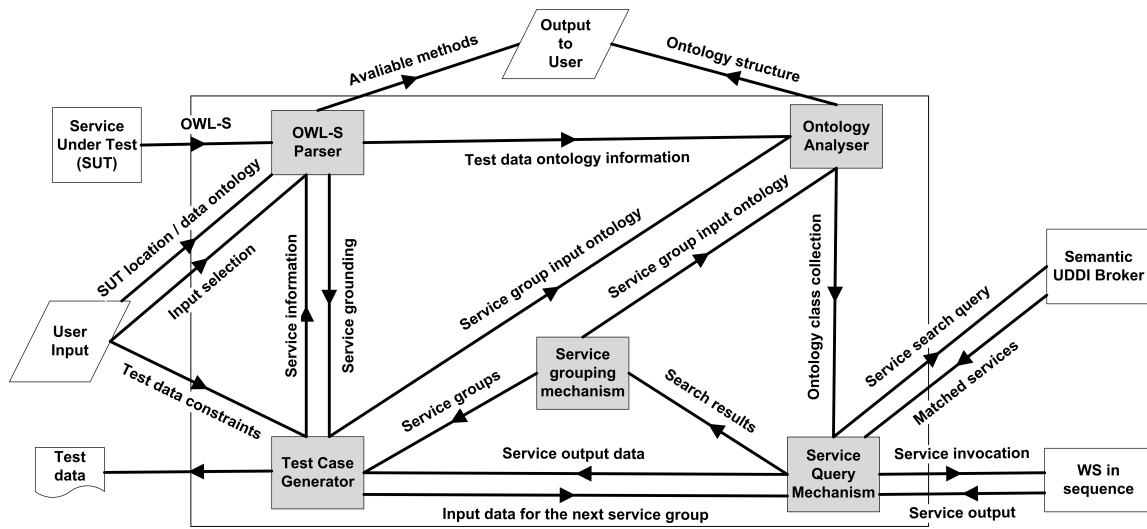 Output
to
User
Avaliable methods
Ontology structure
Service
Under Test
(SUT)
OWL-S
OWL-S
Parser
Test data ontology information
Ontology
Analyser
SUT location / data ontology
Input selection
Service information
Service grounding
Service group input ontology
Service group input ontology
Ontology class collection
Semantic
UDDI Broker
Service search query
Matched services
User
Input
Test data constraints
Service groups
Service
grouping
mechanism
Search results
Test
data
Test Case
Generator
Service output data
Input data for the next service group
Service
Query
Mechanism
Service invocation
Service output
WS in
sequence